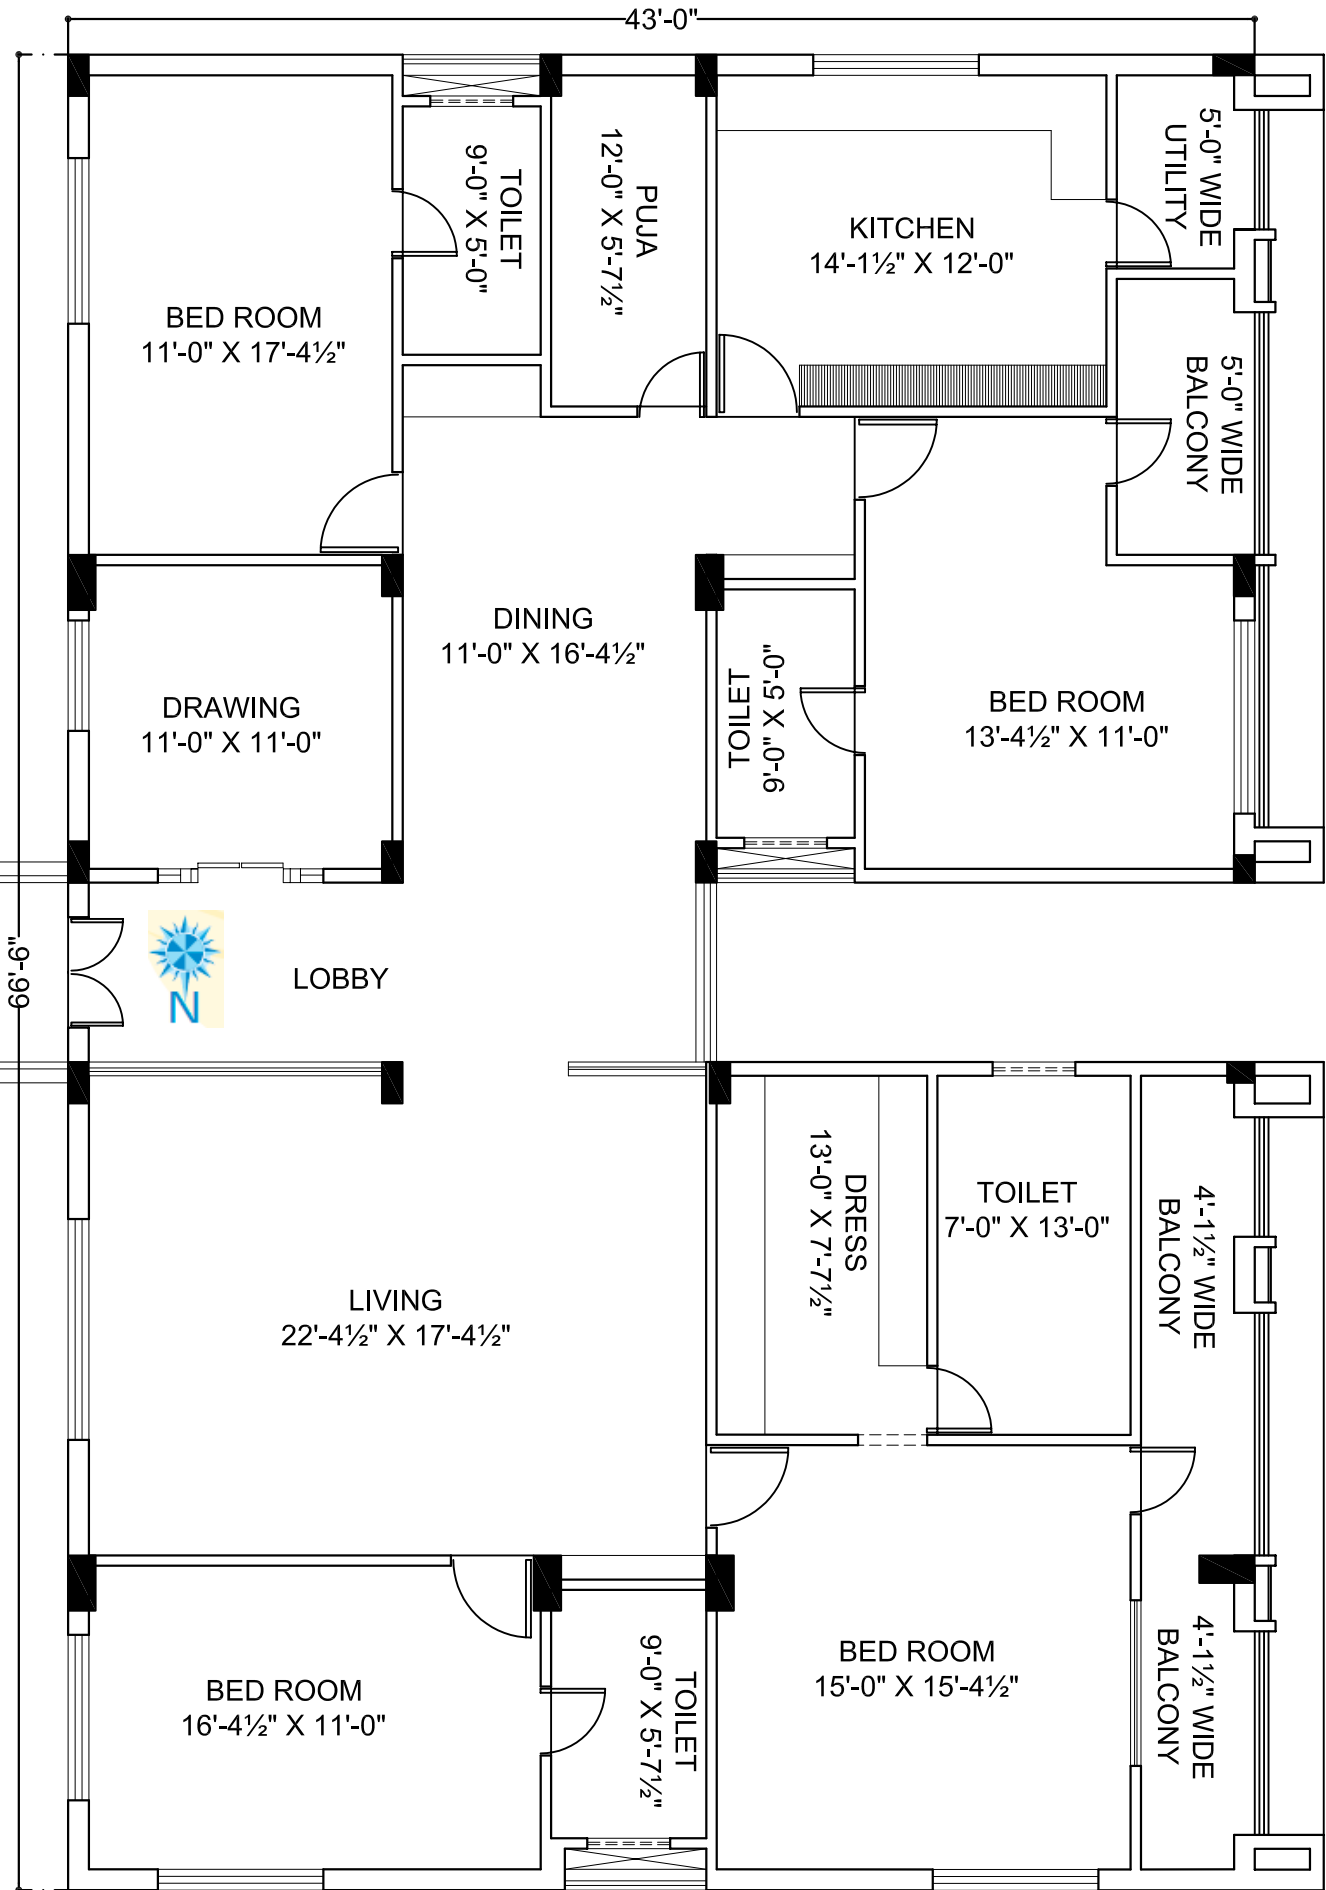 43'-0"
66'-6"
BED ROOM
11'-0" X 17'-4½"
TOILET
9'-0" X 5'-0"
PUJA
12'-0" X 5'-7½"
KITCHEN
14'-1½" X 12'-0"
5'-0" WIDE
UTILITY
5'-0" WIDE
BALCONY
DINING
11'-0" X 16'-4½"
DRAWING
11'-0" X 11'-0"
TOILET
9'-0" X 5'-0"
BED ROOM
13'-4½" X 11'-0"
N
LOBBY
LIVING
22'-4½" X 17'-4½"
DRESS
13'-0" X 7'-7½"
TOILET
7'-0" X 13'-0"
4'-1½" WIDE
BALCONY
BED ROOM
16'-4½" X 11'-0"
TOILET
9'-0" X 5'-7½"
BED ROOM
15'-0" X 15'-4½"
4'-1½" WIDE
BALCONY